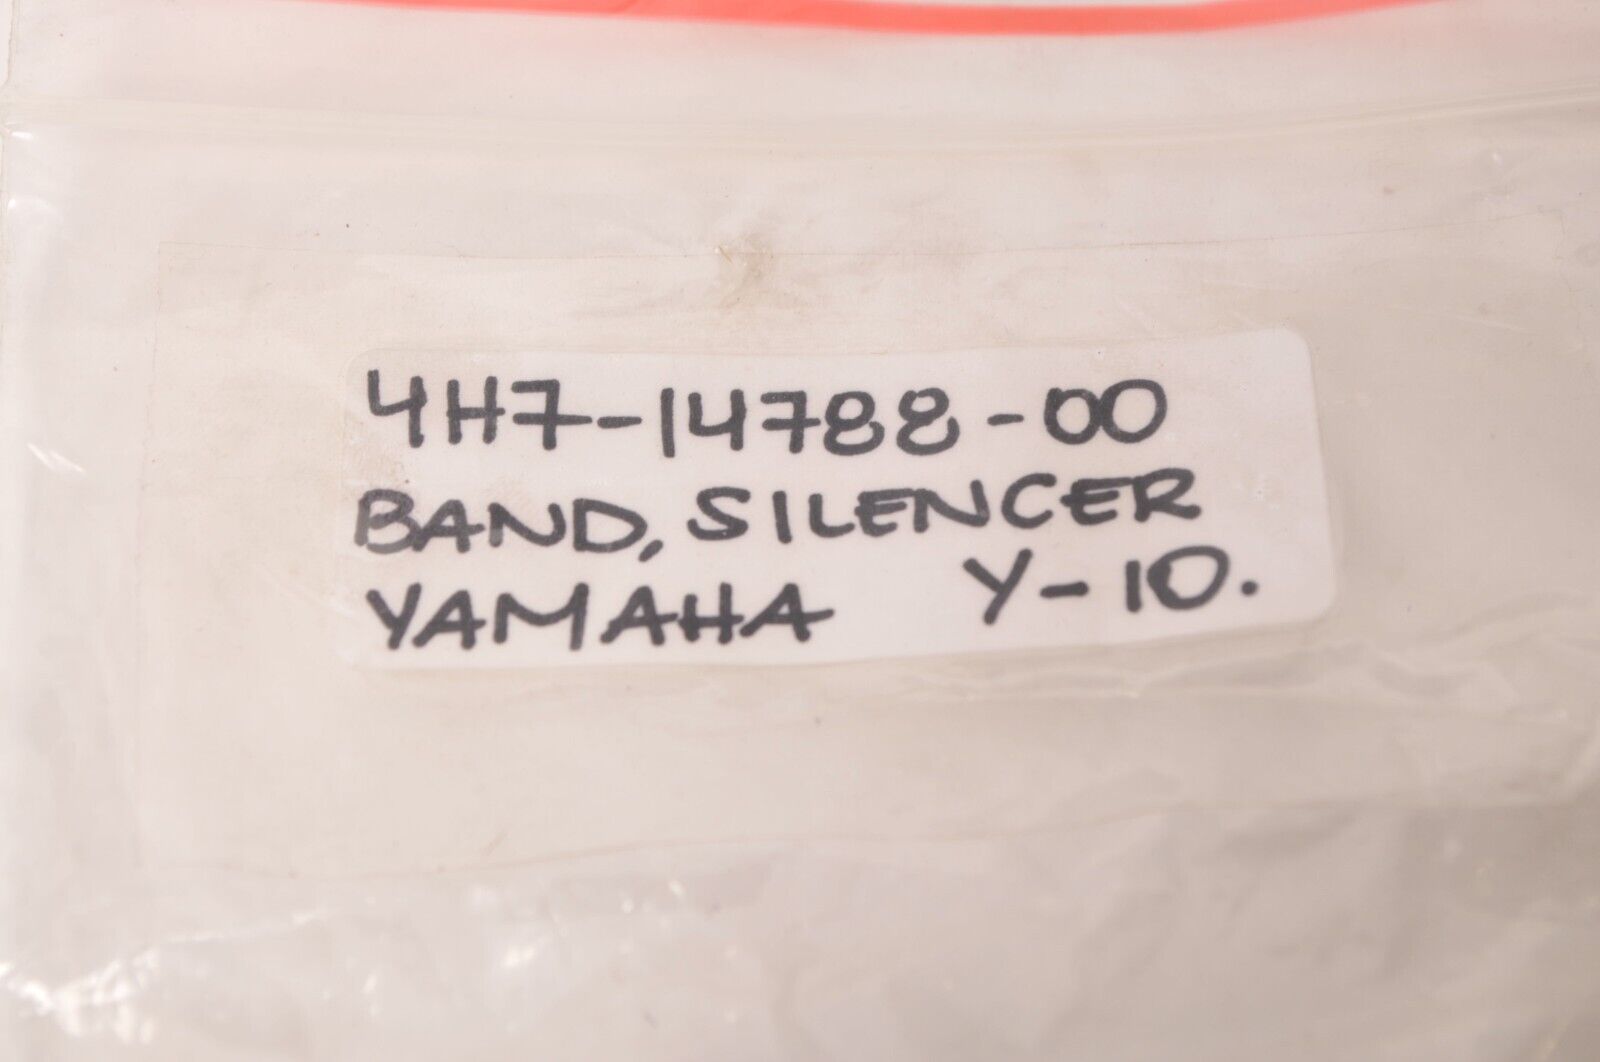 4H7-14788-00
BAND, SILENCER
YAMAHA Y-10.